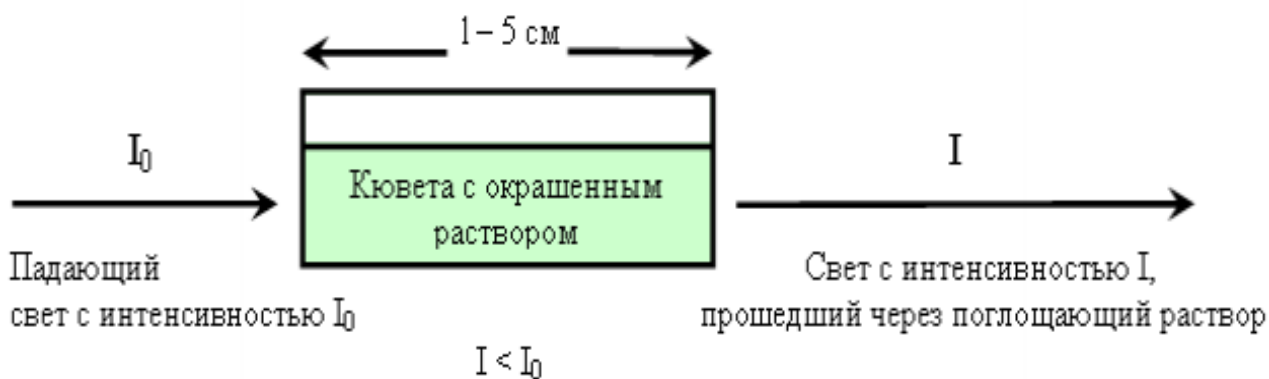 1 – 5 см
I₀
I
Кювета с окрашенным
раствором
Падающий
свет с интенсивностью I₀
Свет с интенсивностью I,
прошедший через поглощающий раствор
I < I₀